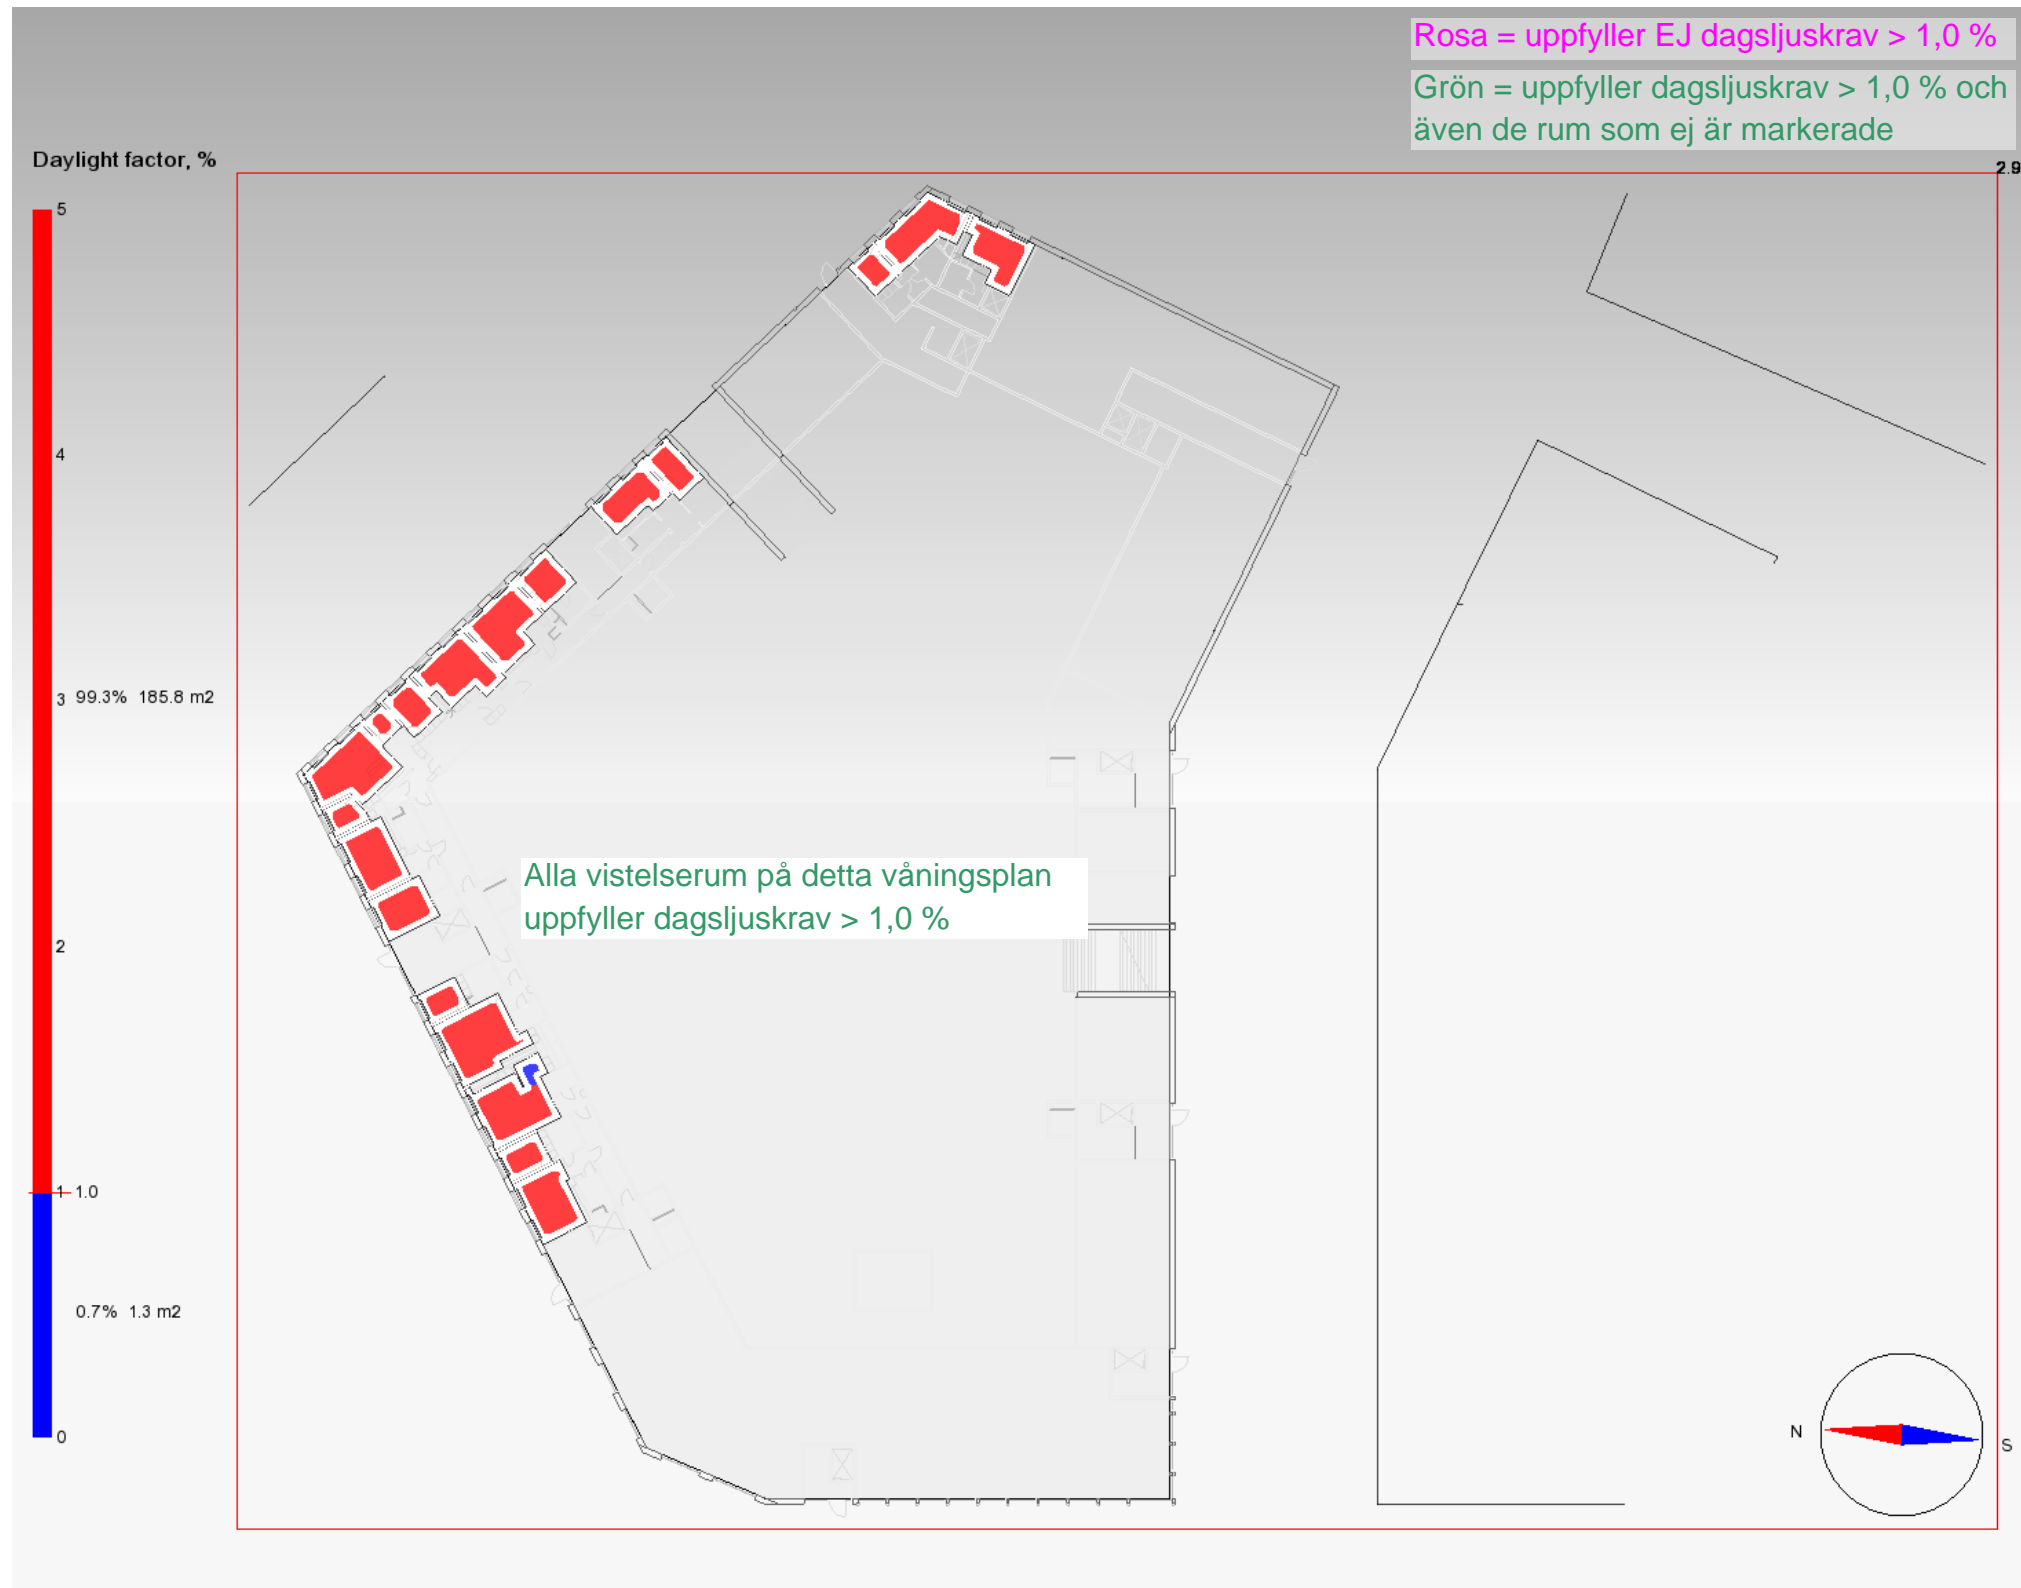 Rosa = uppfyller EJ dagsljuskrav > 1,0 %
Grön = uppfyller dagsljuskrav > 1,0 % och
även de rum som ej är markerade
Daylight factor, %
2.9
5
4
3 99.3% 185.8 m2
Alla vistelserum på detta våningsplan
uppfyller dagsljuskrav > 1,0 %
2
1 1.0
0.7% 1.3 m2
0
N
S